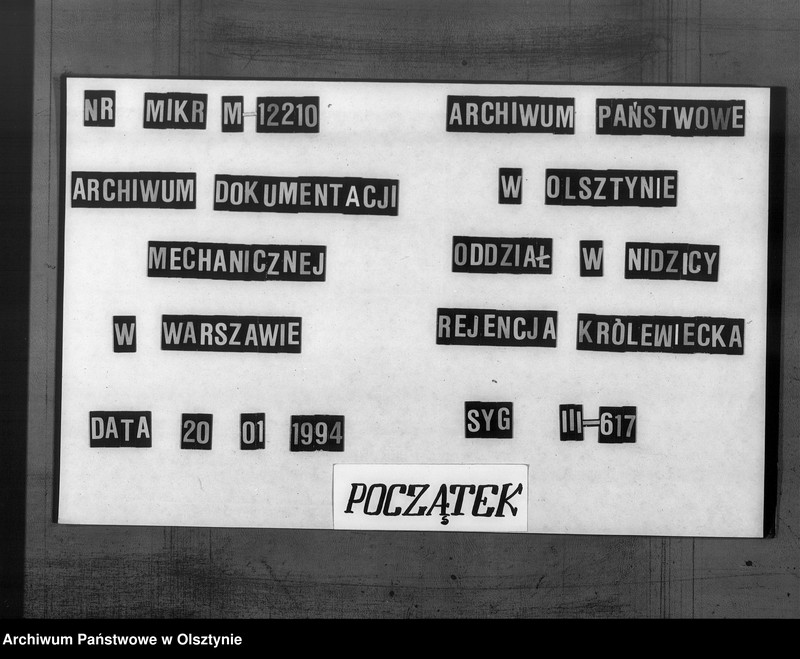 NR MIKR M-12210
ARCHIWUM DOKUMENTACJI
MECHANICZNEJ
W WARSZAWIE
DATA 20 01 1994
ARCHIWUM PAŃSTWOWE
W OLSZTYNIE
ODDZIAŁ W NIDZICY
REJENCJA KRÒLEWIECKA
SYG III-617
POCZĄTEK
Archiwum Państwowe w Olsztynie